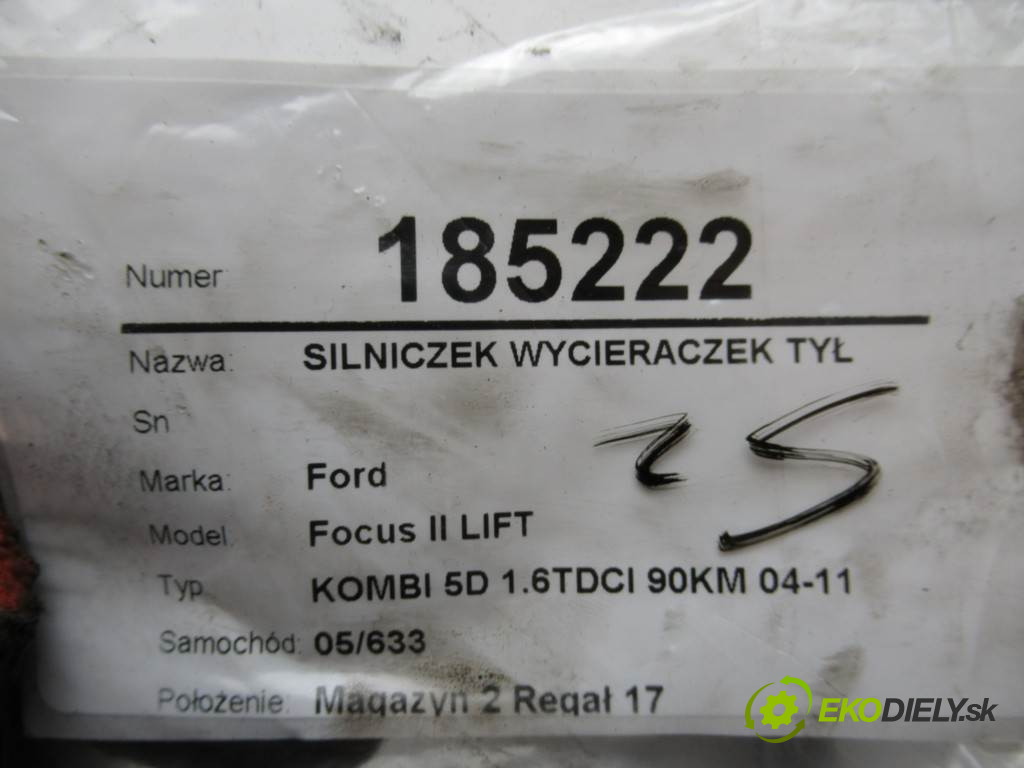 Numer 185222
Nazwa: SILNICZEK WYCIERACZEK TYŁ
Sn
25
Marka: Ford
Model Focus II LIFT
Typ KOMBI 5D 1.6TDCI 90KM 04-11
Samochód: 05/633
Położenie: Magazyn 2 Regał 17
EKODIELY.sk